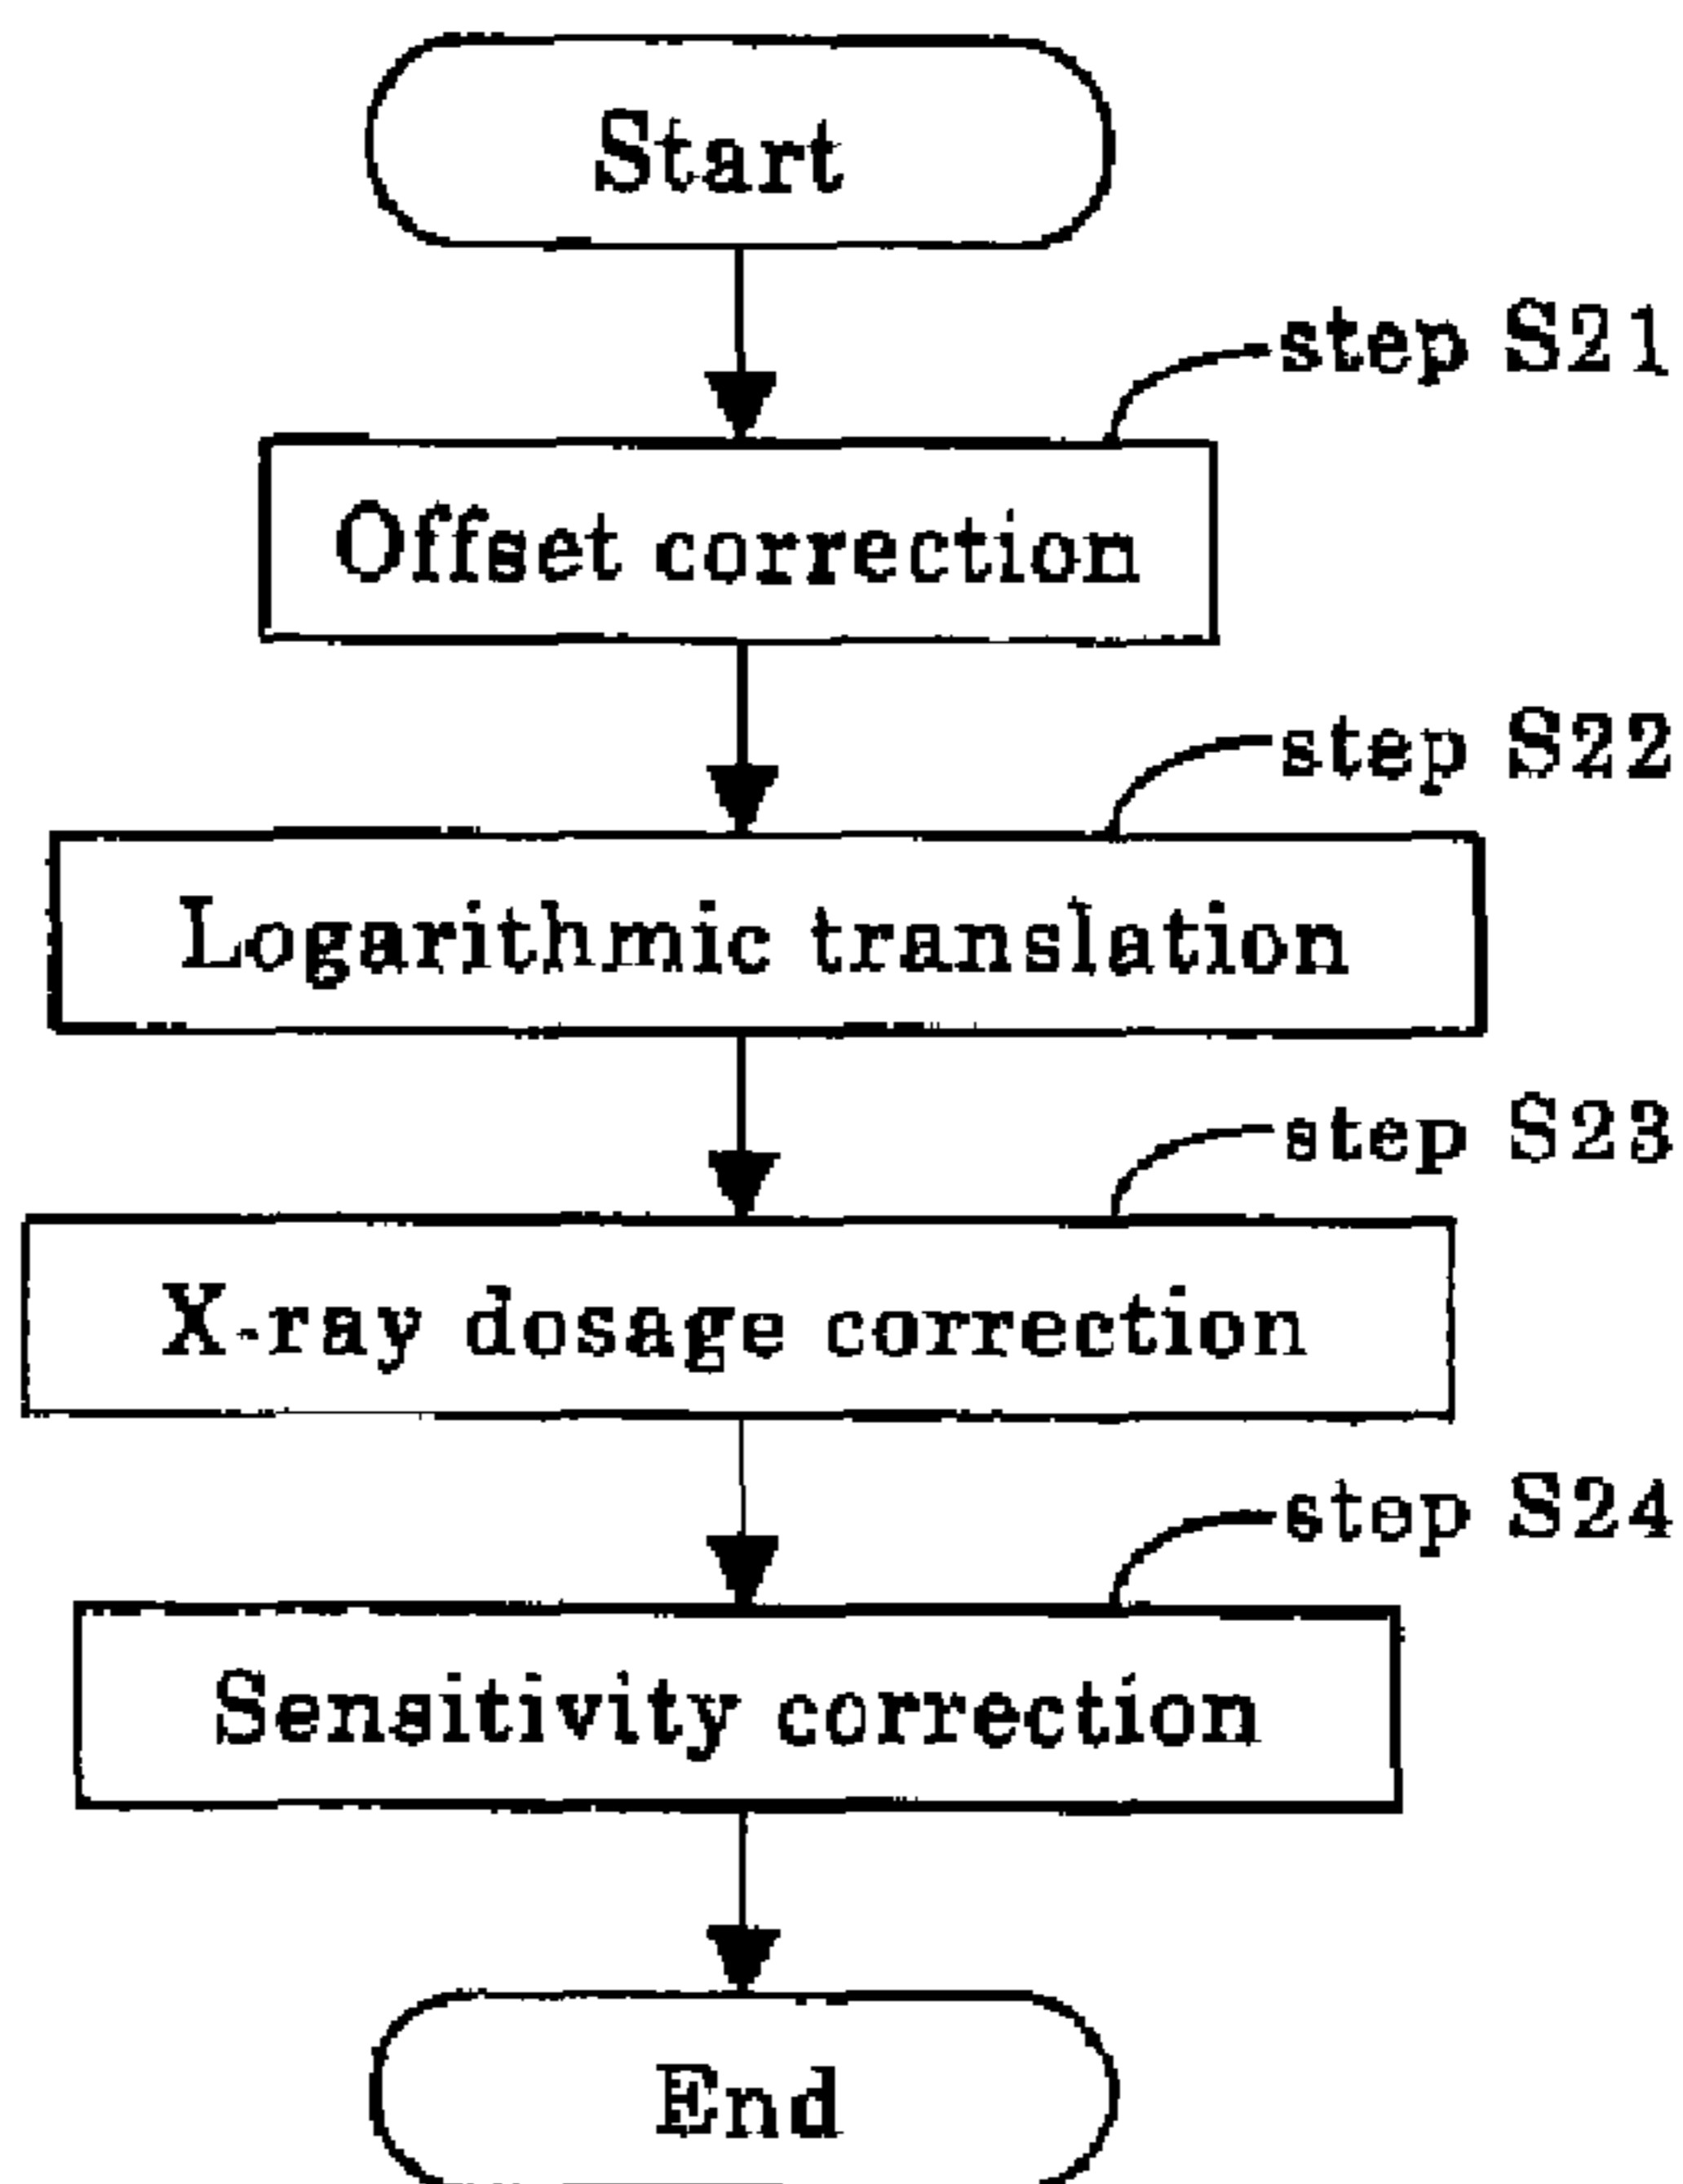 Start
step S21
Offset correction
step S22
Logarithmic translation
step S23
X-ray dosage correction
step S24
Sensitivity correction
End